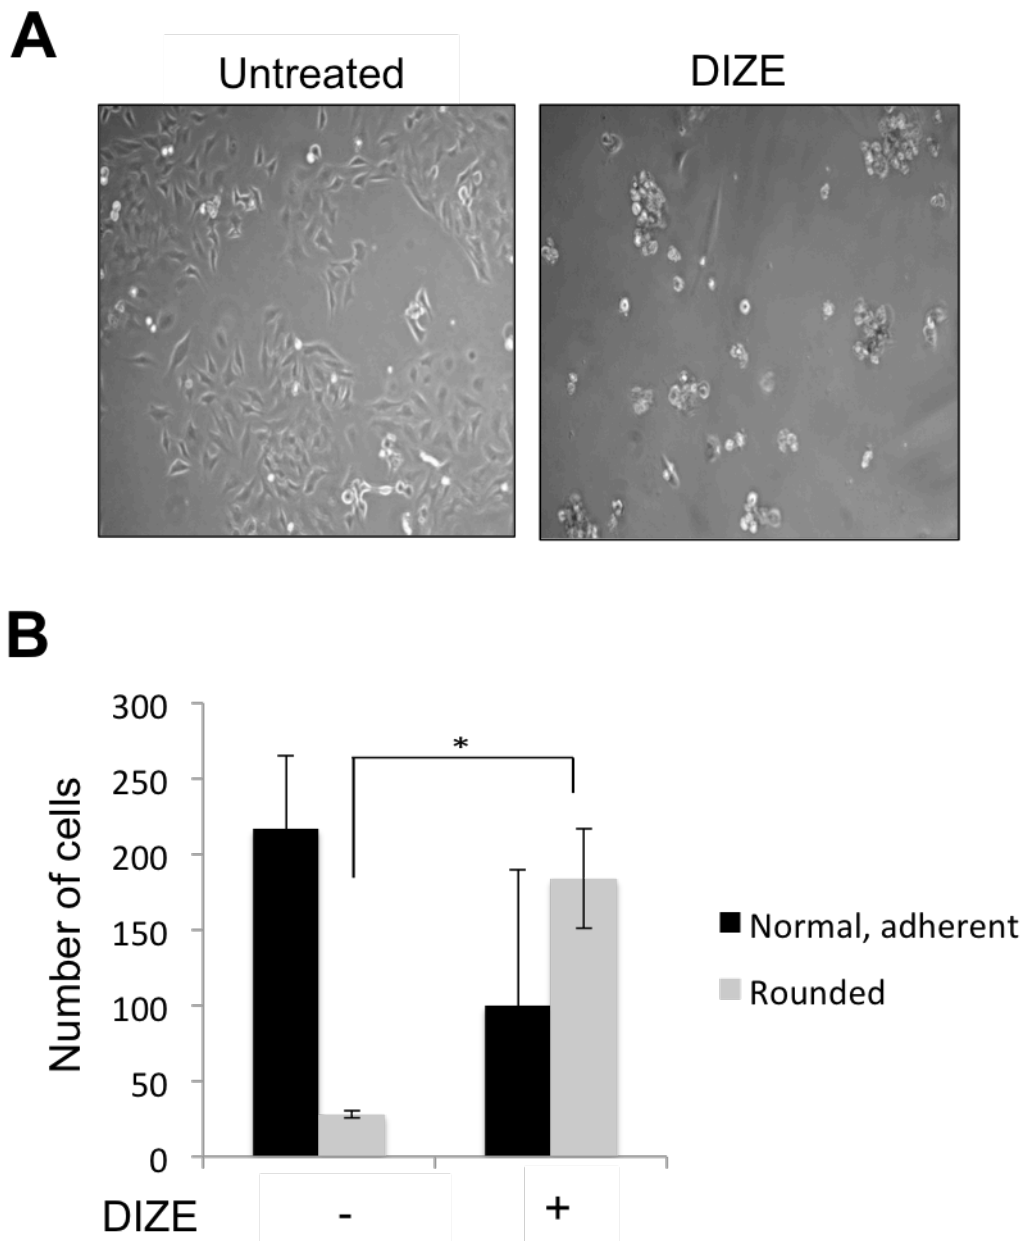 A
Untreated
DIZE
B
300
250
200
150
100
50
0
Number of cells
*
Normal, adherent
Rounded
DIZE - +